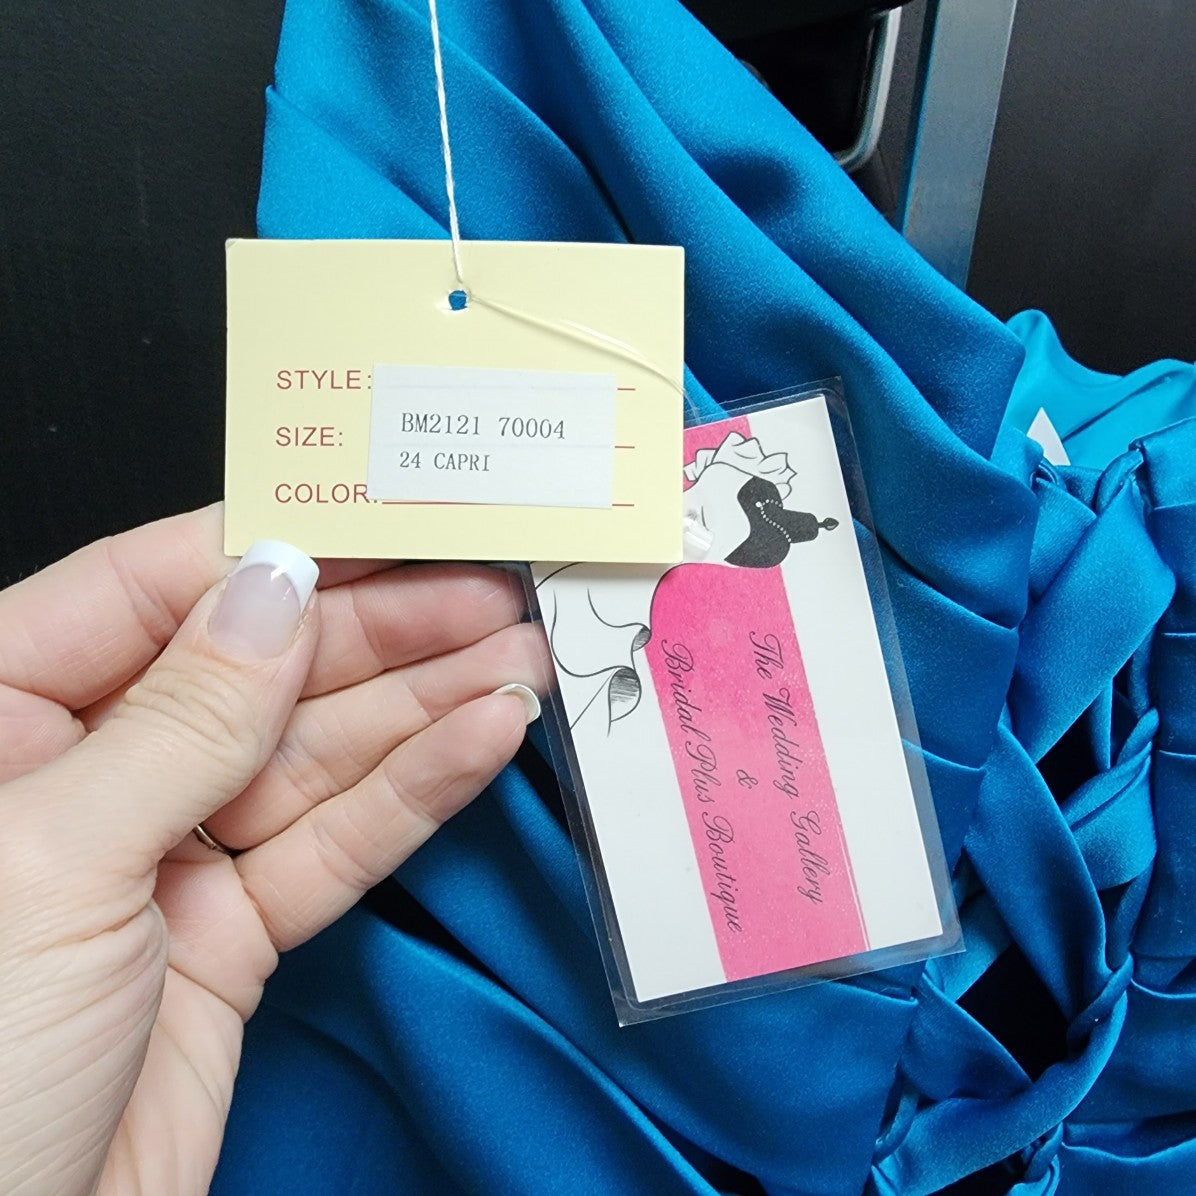 STYLE:
BM2121 70004
SIZE:
24 CAPRI
COLOR:
The Wedding Gallery
&
Bridal Plus Boutique